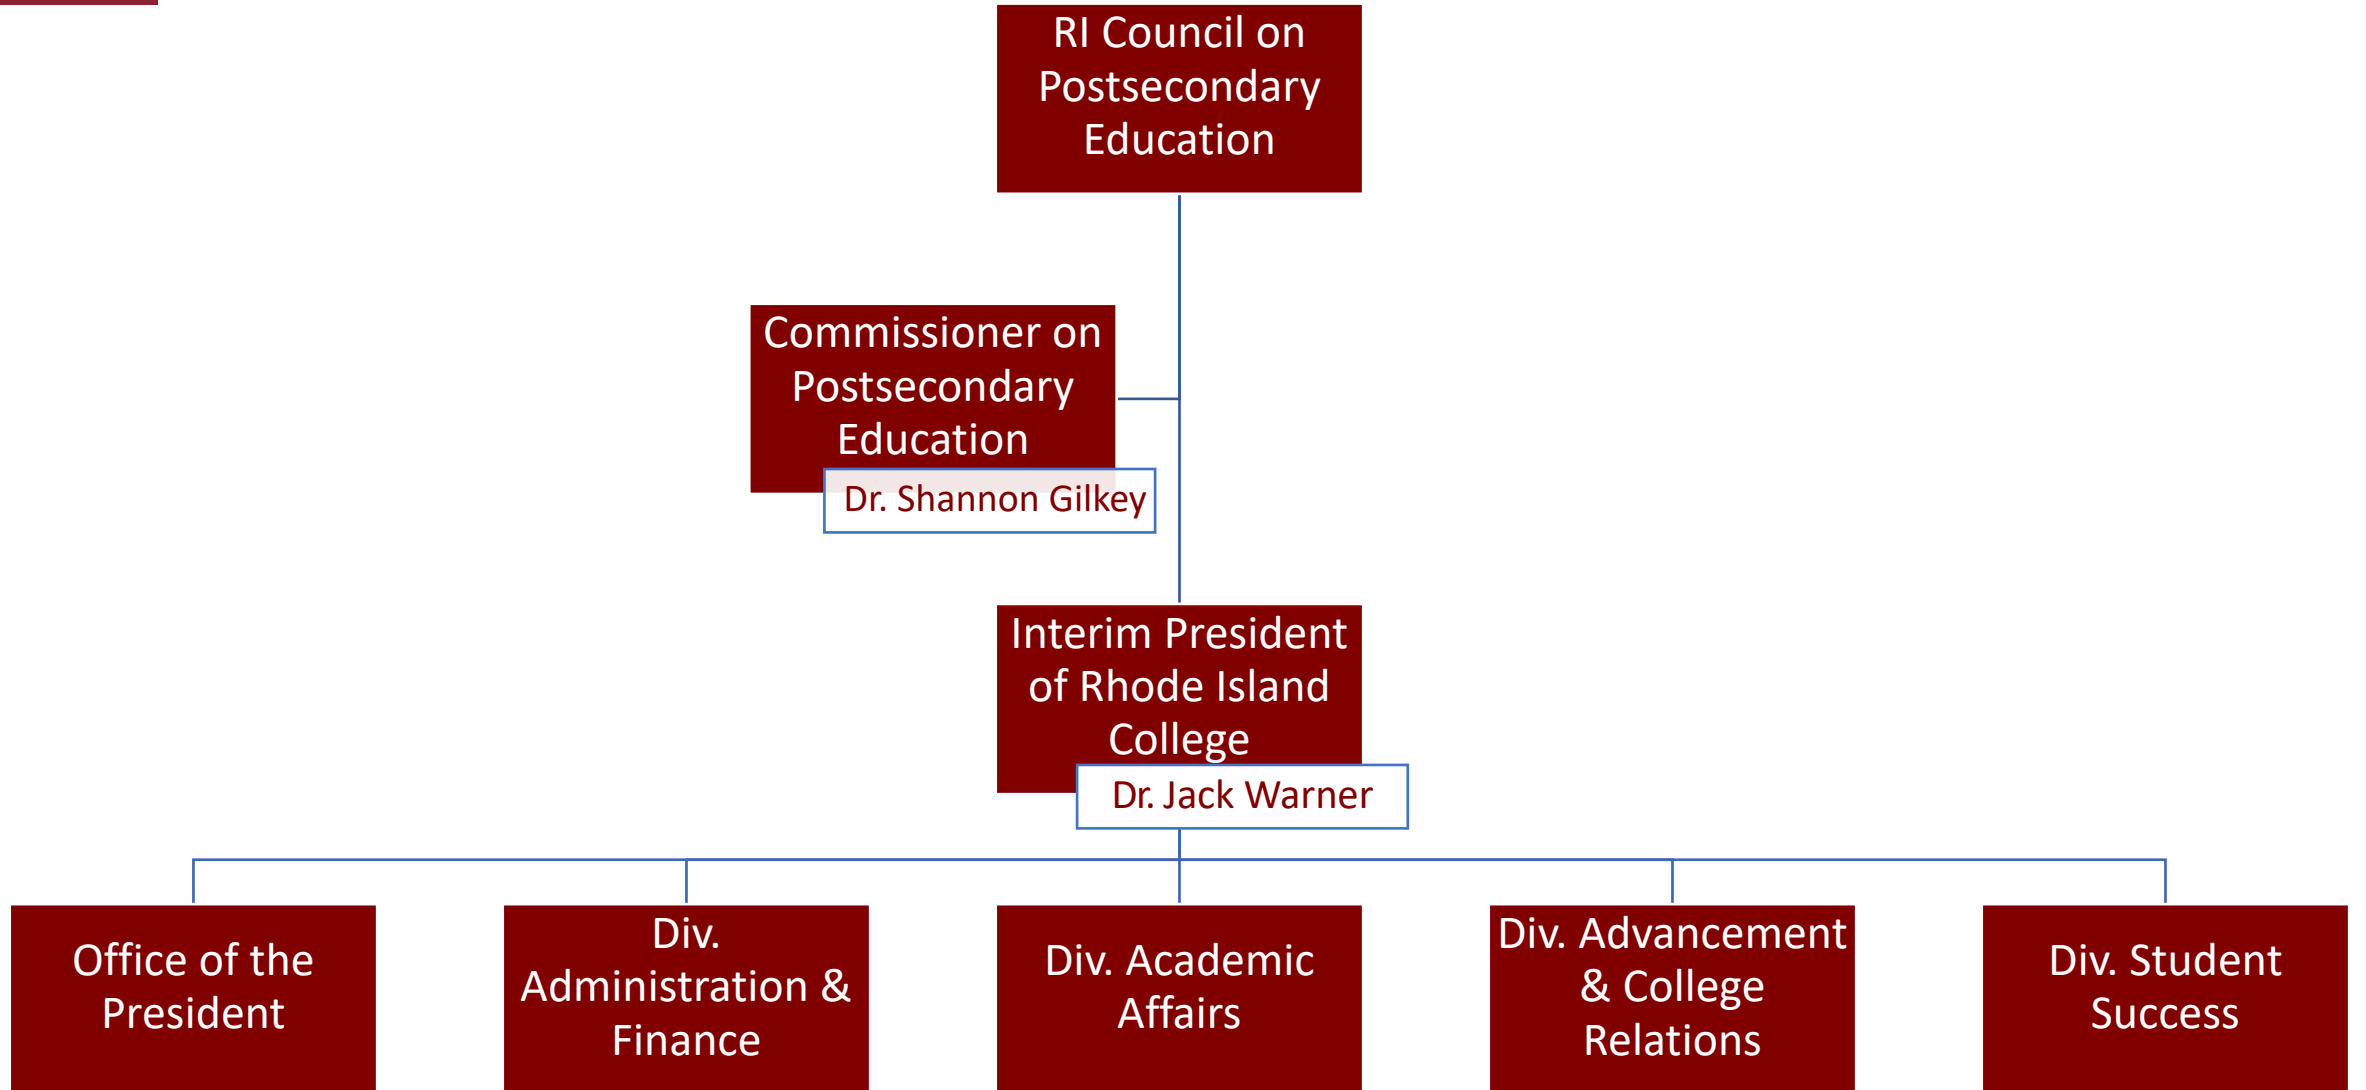 RI Council on
Postsecondary
Education
Commissioner on
Postsecondary
Education
Dr. Shannon Gilkey
Interim President
of Rhode Island
College
Dr. Jack Warner
Office of the
President
Div.
Administration &
Finance
Div. Academic
Affairs
Div. Advancement
& College
Relations
Div. Student
Success